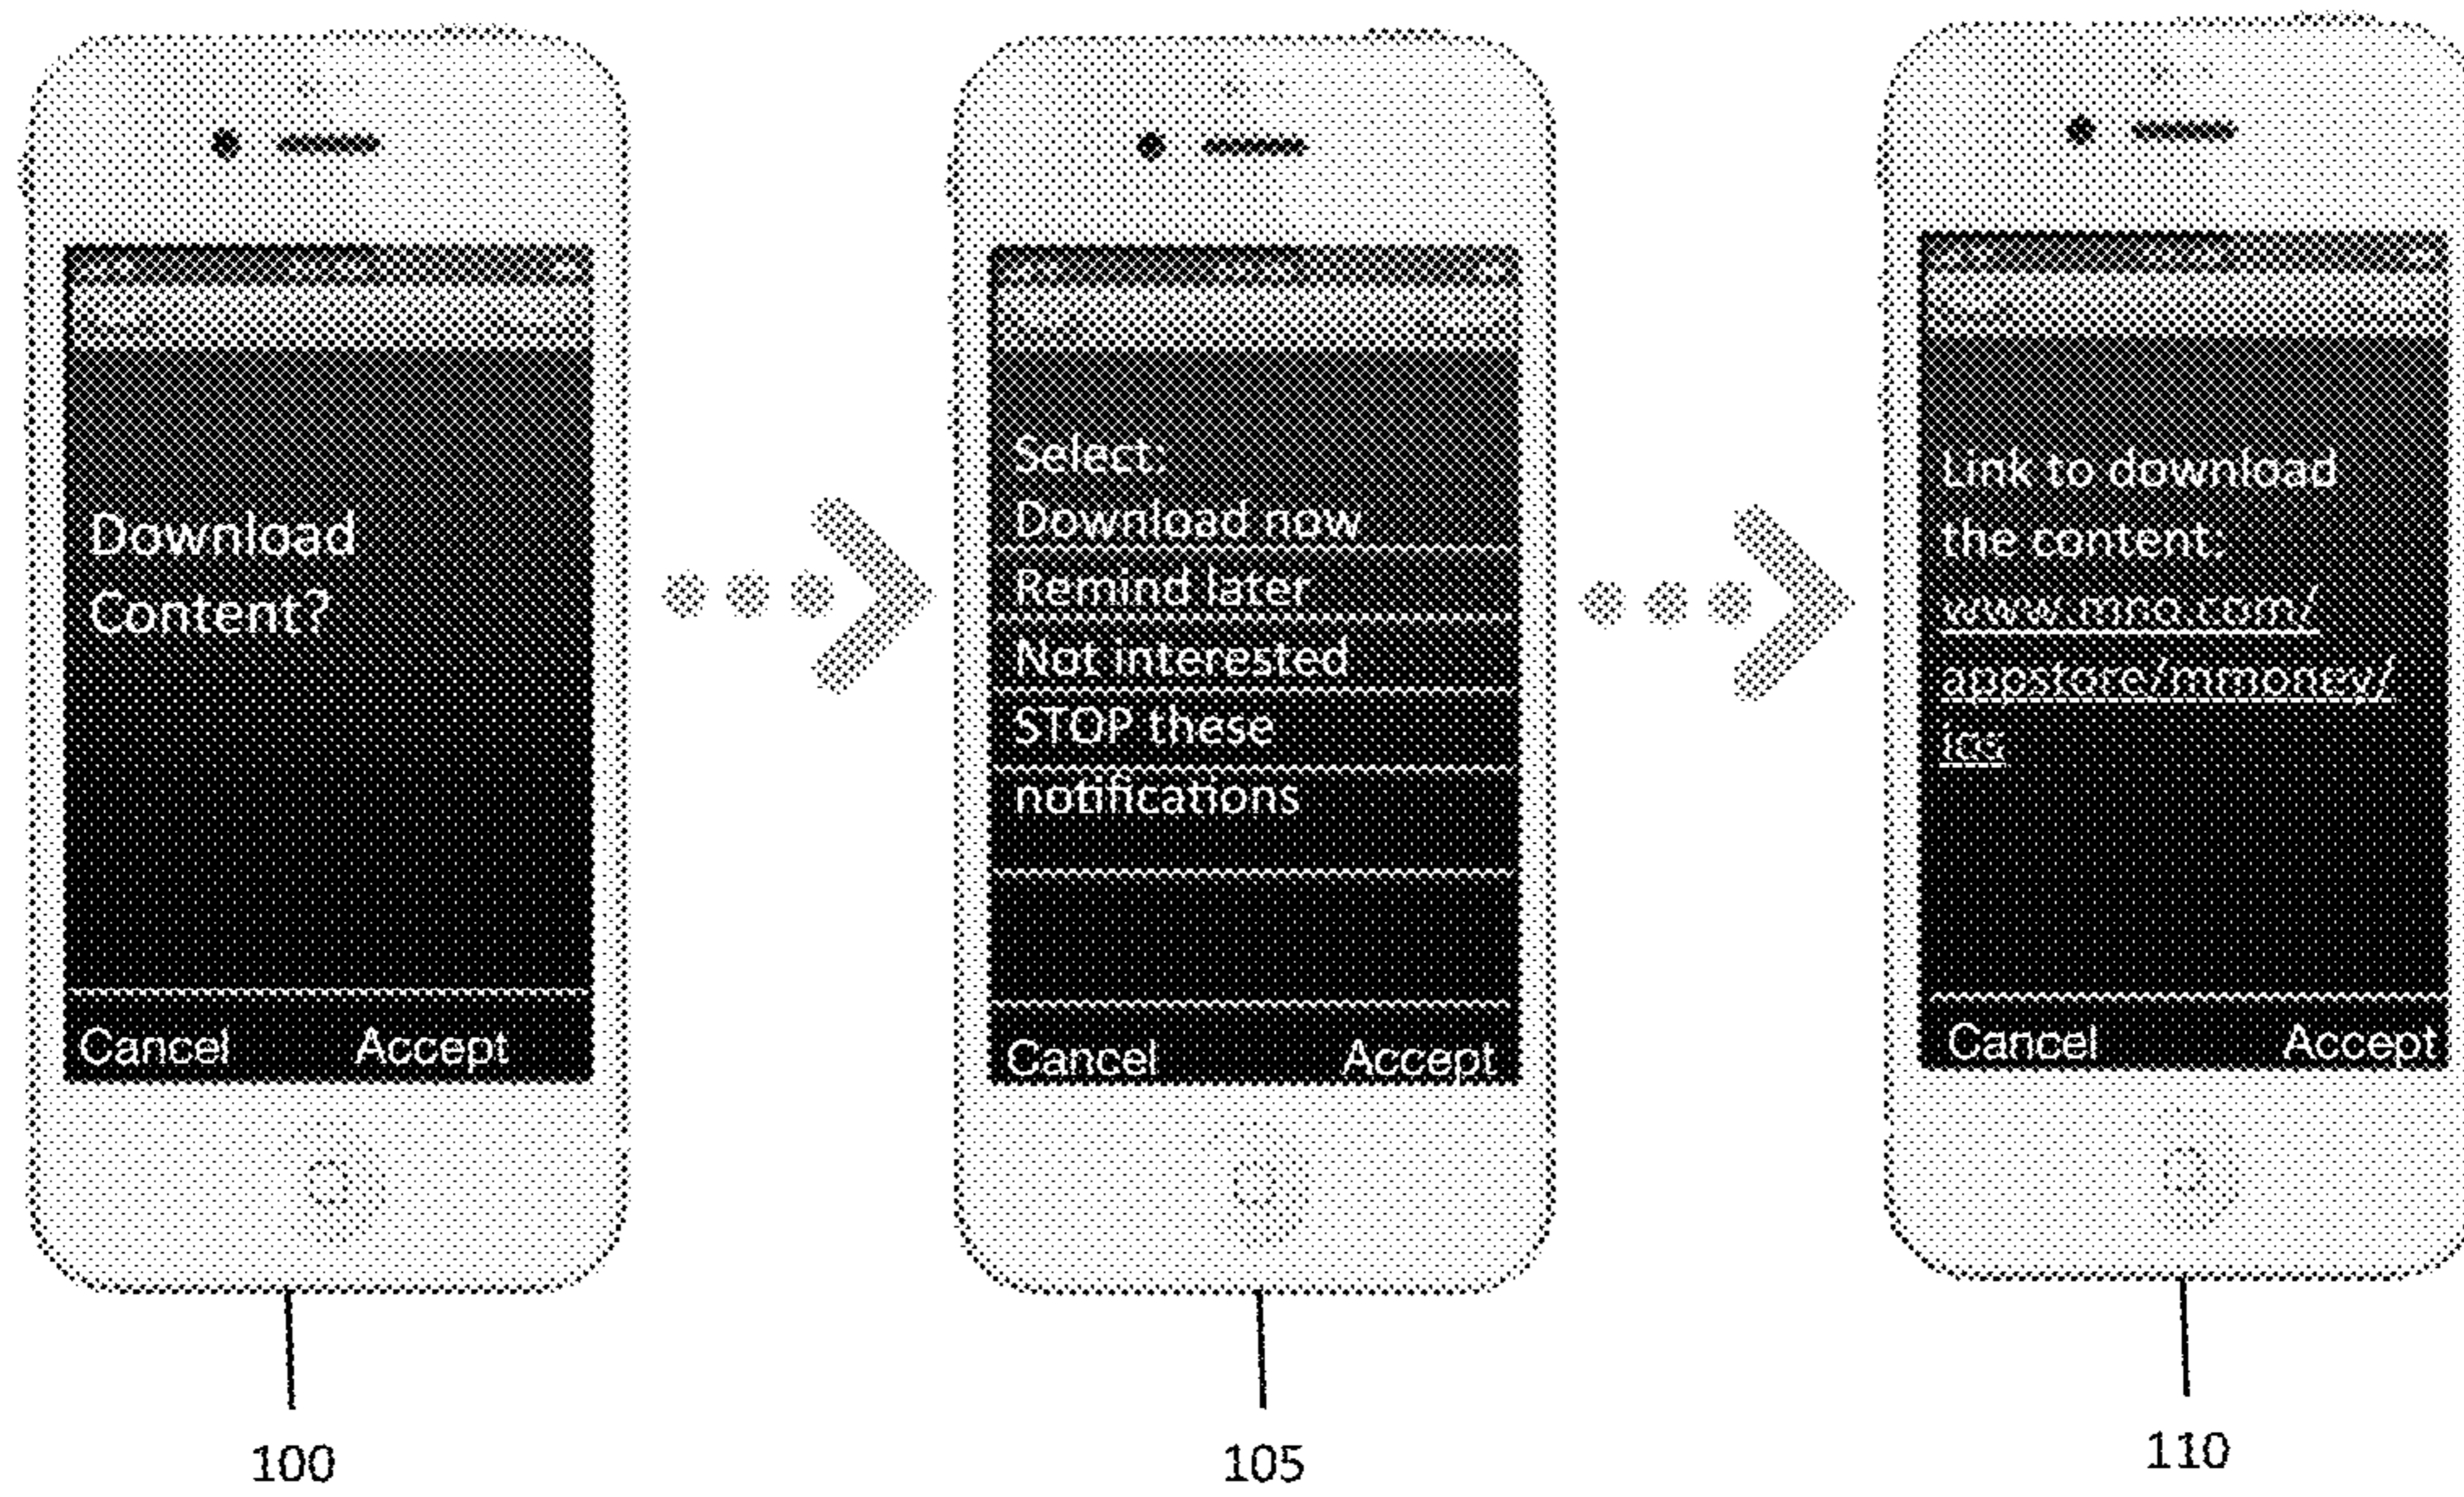 Download
Content?
Cancel Accept
100
Select:
Download now
Remind later
Not interested
STOP these
notifications
Cancel Accept
105
Link to download
the content:
www.mno.com/
appstore/mmoney/
Cancel Accept
110